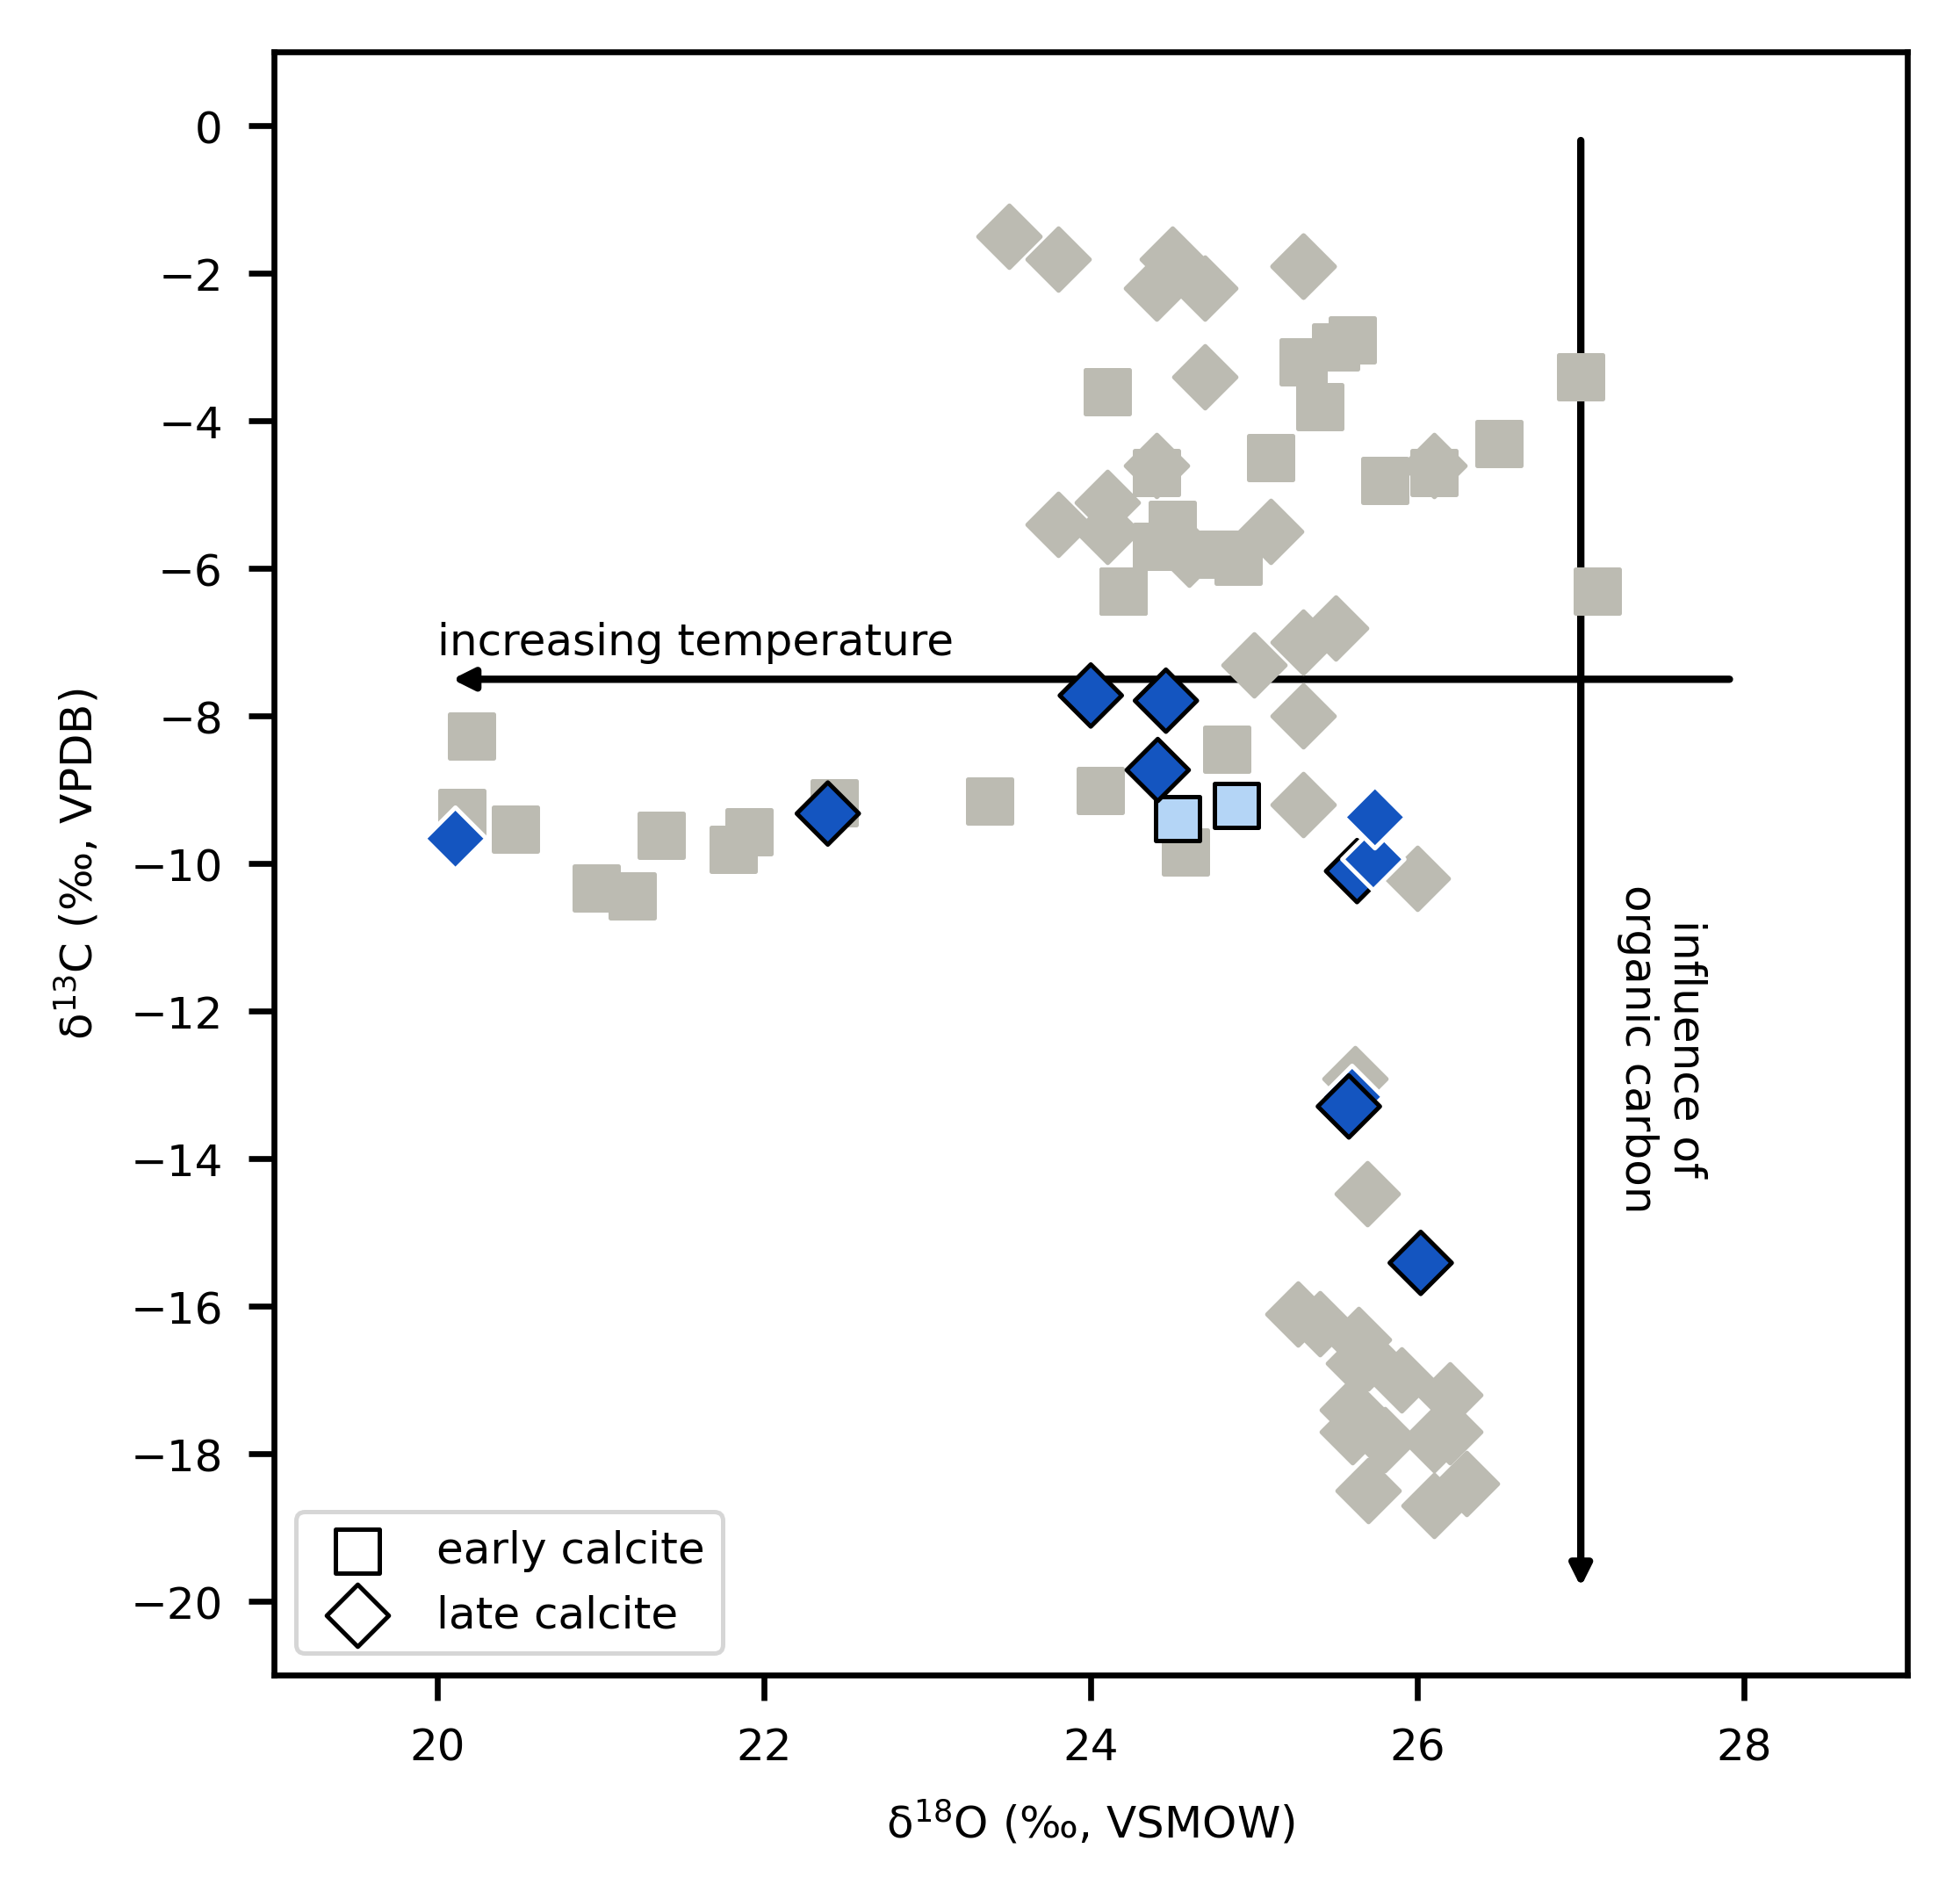 0
−2
−4
−6
−8
−10
−12
−14
−16
−18
−20
δ¹³C (‰, VPDB)
increasing temperature
influence of
organic carbon
early calcite
late calcite
20
22
24
26
28
δ¹⁸O (‰, VSMOW)